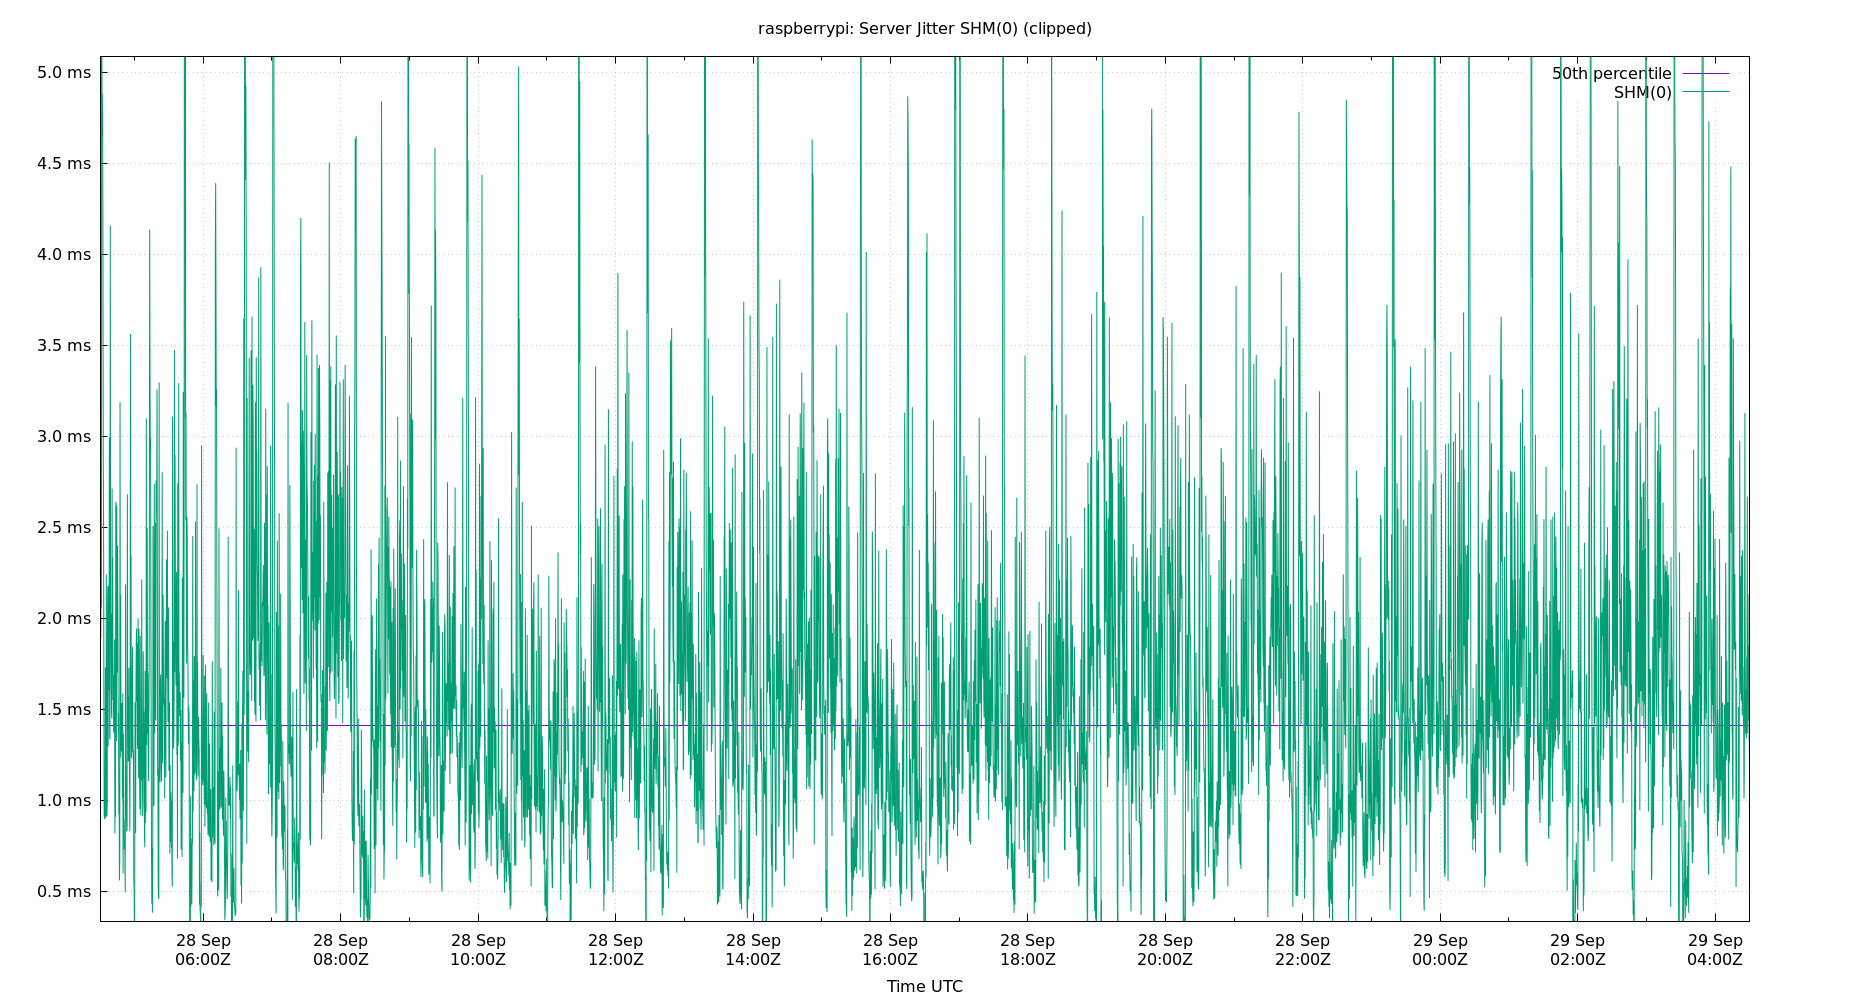 raspberrypi: Server Jitter SHM(0) (clipped)
50th percentile
SHM(0)
5.0 ms
4.5 ms
4.0 ms
3.5 ms
3.0 ms
2.5 ms
2.0 ms
1.5 ms
1.0 ms
0.5 ms
28 Sep 28 Sep 28 Sep 28 Sep 28 Sep 28 Sep 28 Sep 28 Sep 28 Sep 29 Sep 29 Sep 29 Sep
06:00Z 08:00Z 10:00Z 12:00Z 14:00Z 16:00Z 18:00Z 20:00Z 22:00Z 00:00Z 02:00Z 04:00Z
Time UTC